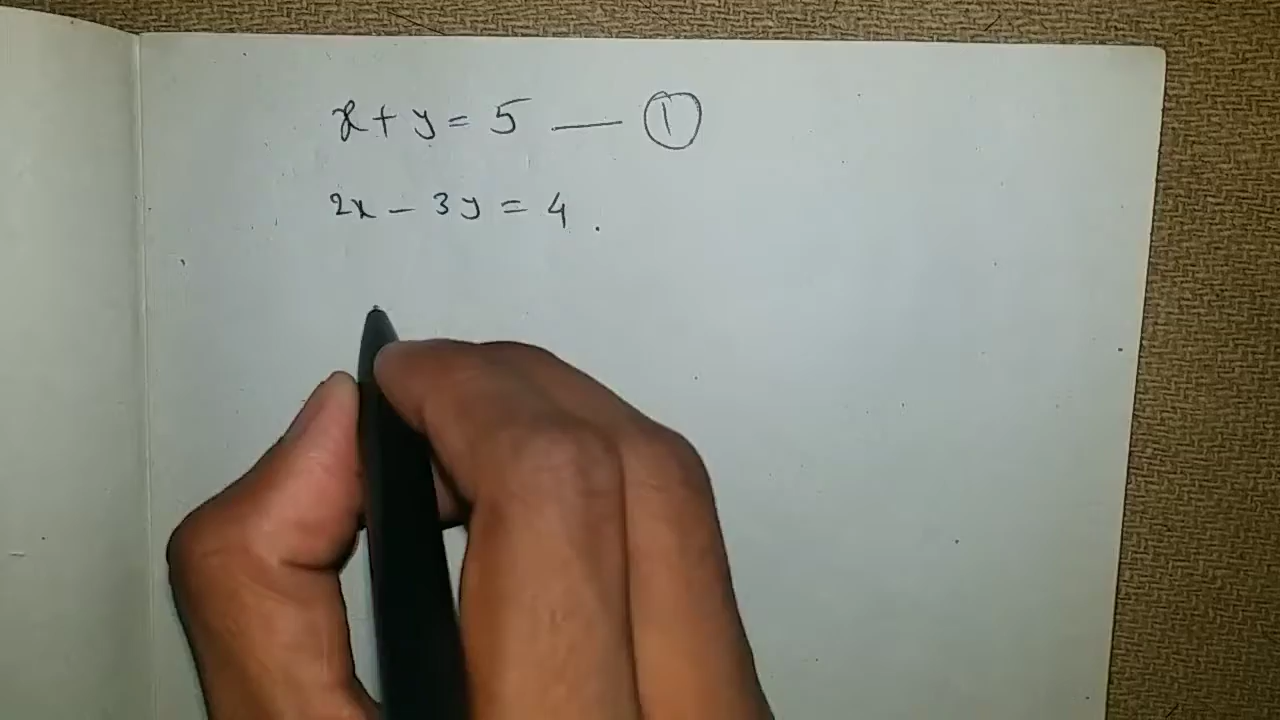 x + y = 5 — ①
2x - 3y = 4 .